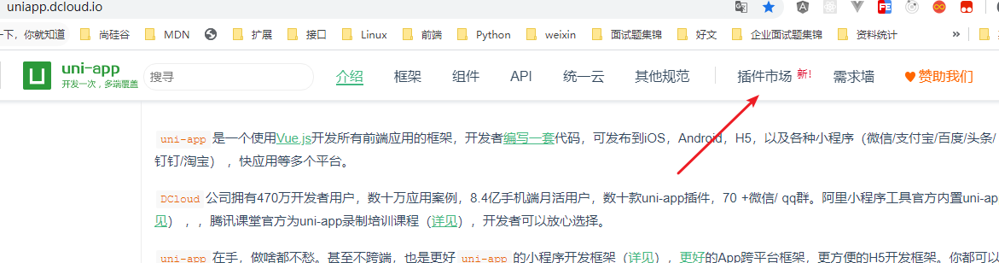 uniapp.dcloud.io
一下，你就知道 尚硅谷 MDN 扩展 接口 Linux 前端 Python weixin 面试题集锦 好文 企业面试题集锦 资料统计 »
uni-app
开发一次，多端覆盖
搜寻 介绍 框架 组件 API 统一云 其他规范 插件市场 新! 需求墙 赞助我们
uni-app 是一个使用Vue.js开发所有前端应用的框架，开发者编写一套代码，可发布到iOS，Android，H5，以及各种小程序（微信/支付宝/百度/头条/
钉钉/淘宝），快应用等多个平台。
DCloud 公司拥有470万开发者用户，数十万应用案例，8.4亿手机端月活用户，数十款uni-app插件，70 +微信/ qq群。阿里小程序工具官方内置uni-ap
见），，腾讯课堂官方为uni-app录制培训课程（详见），开发者可以放心选择。
uni-app 在手，做啥都不愁。甚至不跨端，也是更好 uni-app 的小程序开发框架（详见），更好的App跨平台框架，更方便的H5开发框架。你都可以